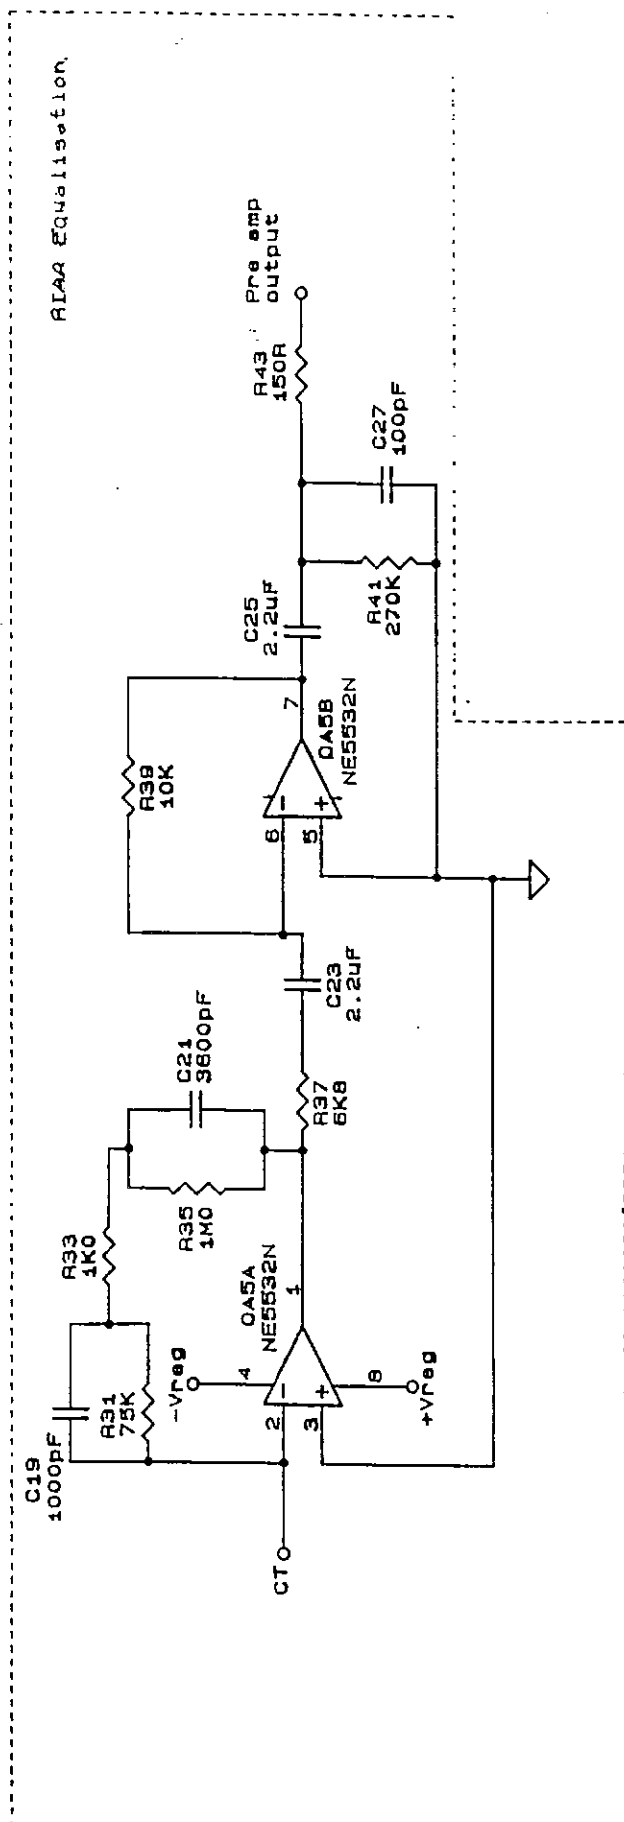 RIAA Equalisation.
C19
1000pF
R31
75K
R33
1K0
R35
1M0
C21
3600pF
R39
10K
CT
2
3
-Vreg
4
OA5A
NE5532N
1
8
+Vreg
R37
6K8
C23
2.2uF
6
5
7
OA5B
NE5532N
C25
2.2uF
R41
270K
C27
100pF
R43
150R
Pre amp
output